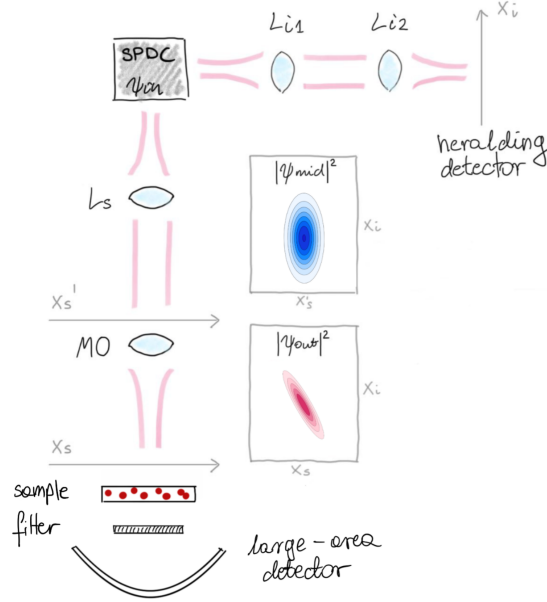 Li1
Li2
Xi
SPDC
Ψin
heralding
detector
Ls
|Ψmid|²
Xi
Xs'
Xs'
MO
|Ψout|²
Xi
Xs
Xs
sample
filter
large-area
detector